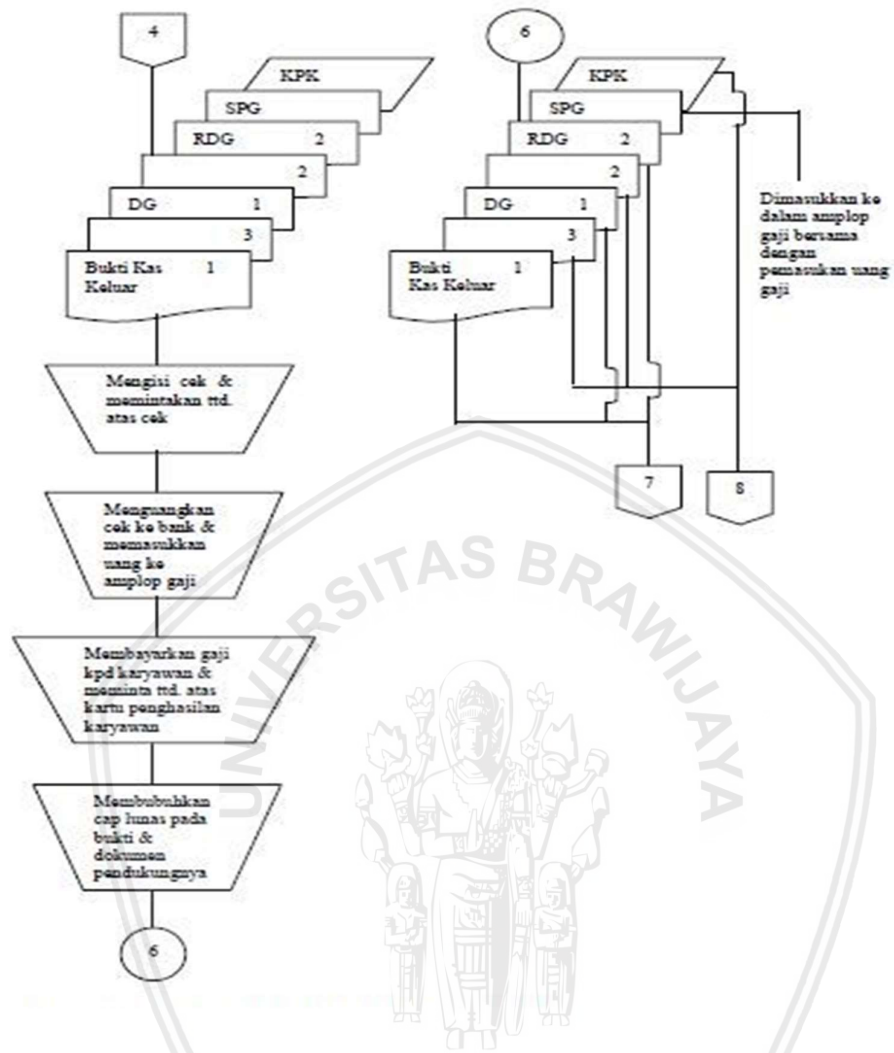 4
KPK
SPG
RDG 2
2
DG 1
3
Bukti Kas 1
Keluar
Mengisi cek &
memintakan ttd.
atas cek
Menguangkan
cek ke bank &
memasukkan
uang ke
amplop gaji
Membayarkan gaji
kpd karyawan &
meminta ttd. atas
kartu penghasilan
karyawan
Membubuhkan
cap lunas pada
bukti &
dokumen
pendukungnya
6
6
KPK
SPG
RDG 2
2
DG 1
3
Bukti 1
Kas Keluar
Dimasukkan ke
dalam amplop
gaji bersama
dengan
pemasukan uang
gaji
7
8
UNIVERSITAS BRAWIJAYA